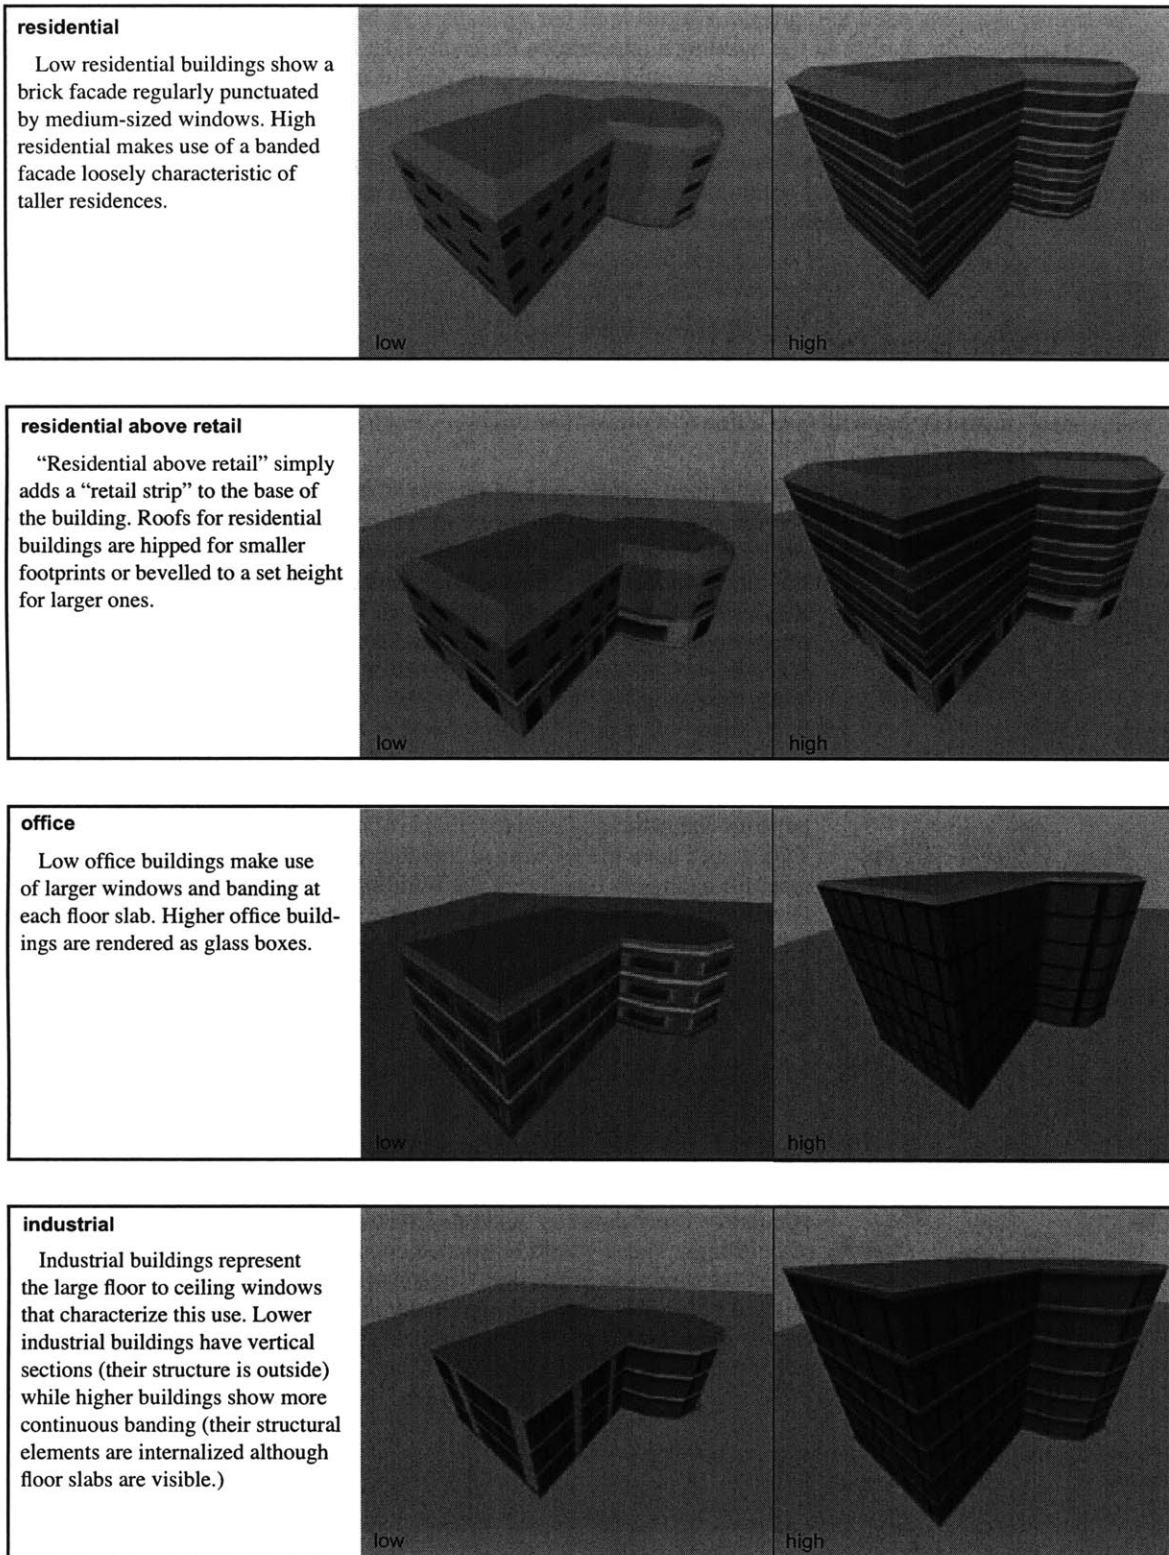 residential
Low residential buildings show a
brick facade regularly punctuated
by medium-sized windows. High
residential makes use of a banded
facade loosely characteristic of
taller residences.
low
high
residential above retail
“Residential above retail” simply
adds a “retail strip” to the base of
the building. Roofs for residential
buildings are hipped for smaller
footprints or bevelled to a set height
for larger ones.
low
high
office
Low office buildings make use
of larger windows and banding at
each floor slab. Higher office build-
ings are rendered as glass boxes.
low
high
industrial
Industrial buildings represent
the large floor to ceiling windows
that characterize this use. Lower
industrial buildings have vertical
sections (their structure is outside)
while higher buildings show more
continuous banding (their structural
elements are internalized although
floor slabs are visible.)
low
high